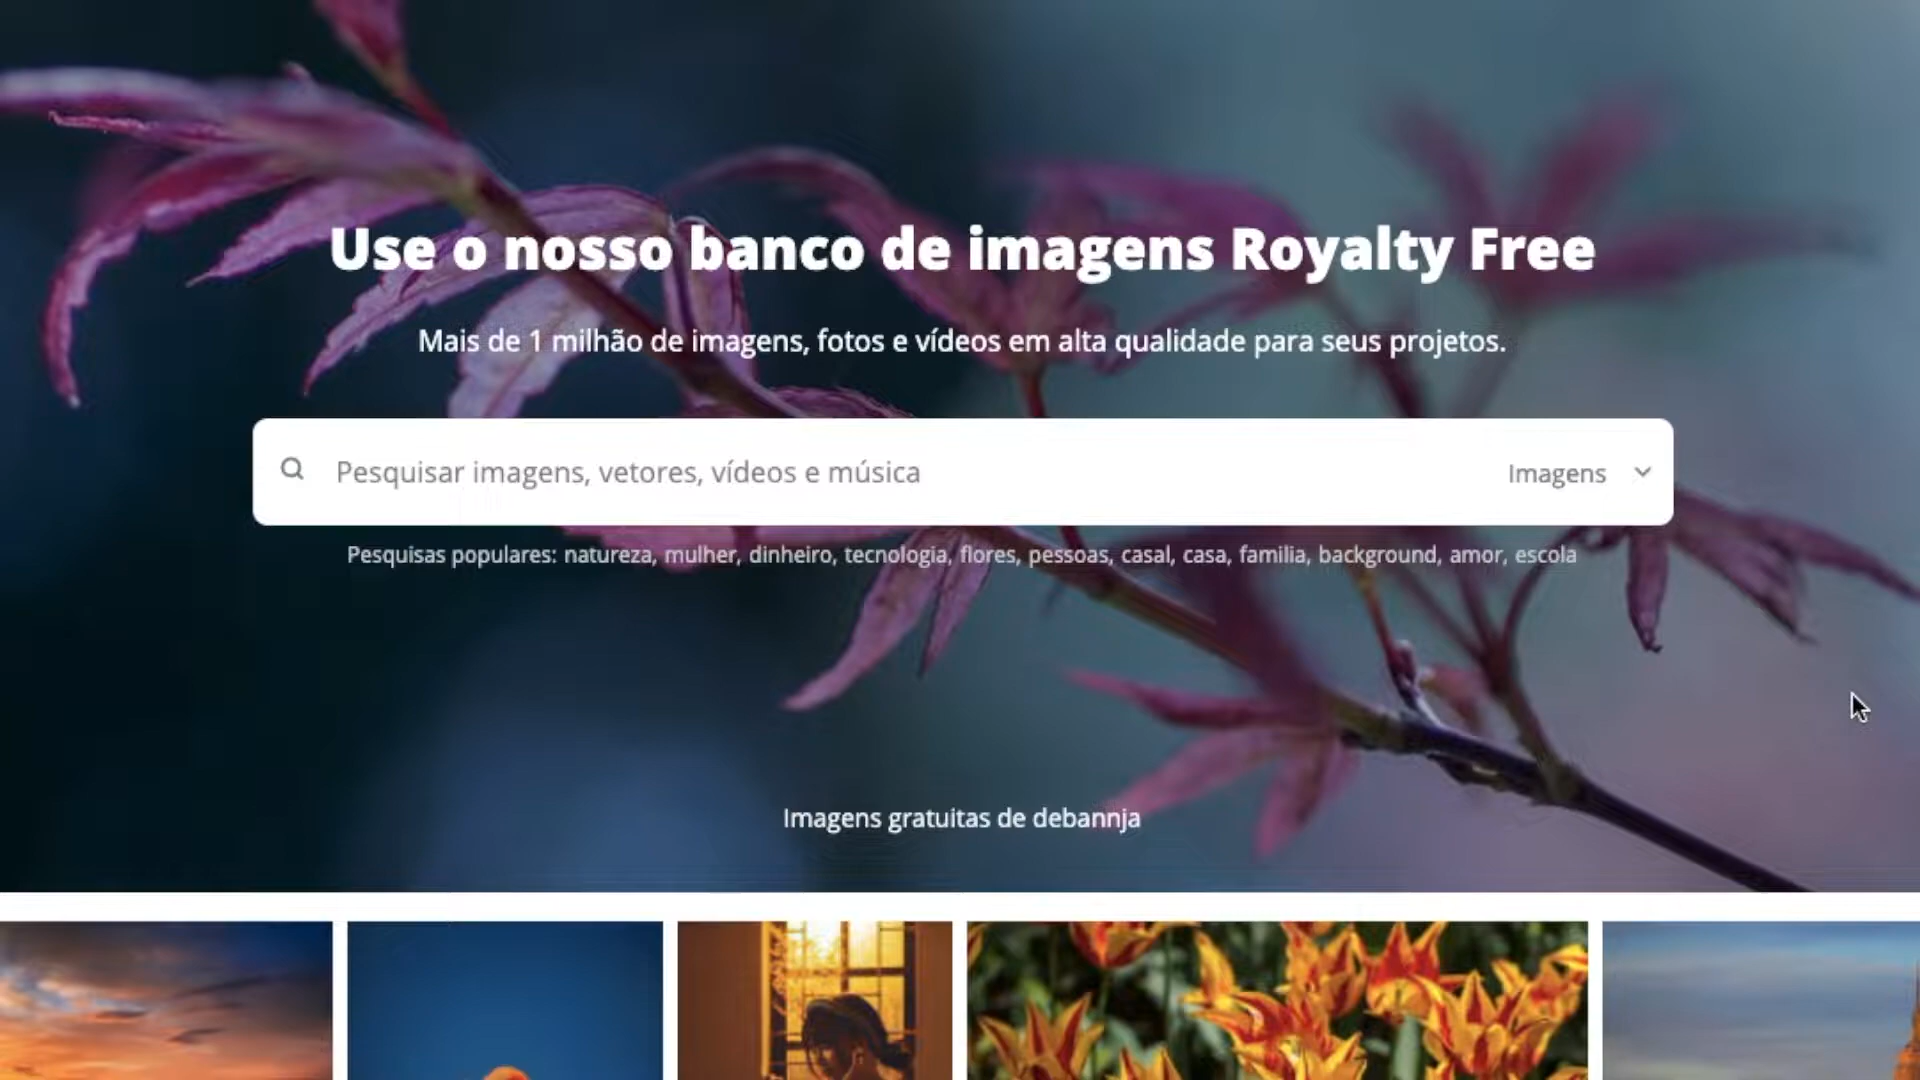 Use o nosso banco de imagens Royalty Free
Mais de 1 milhão de imagens, fotos e vídeos em alta qualidade para seus projetos.
Pesquisar imagens, vetores, vídeos e música
Imagens
Pesquisas populares: natureza, mulher, dinheiro, tecnologia, flores, pessoas, casal, casa, familia, background, amor, escola
Imagens gratuitas de debannja